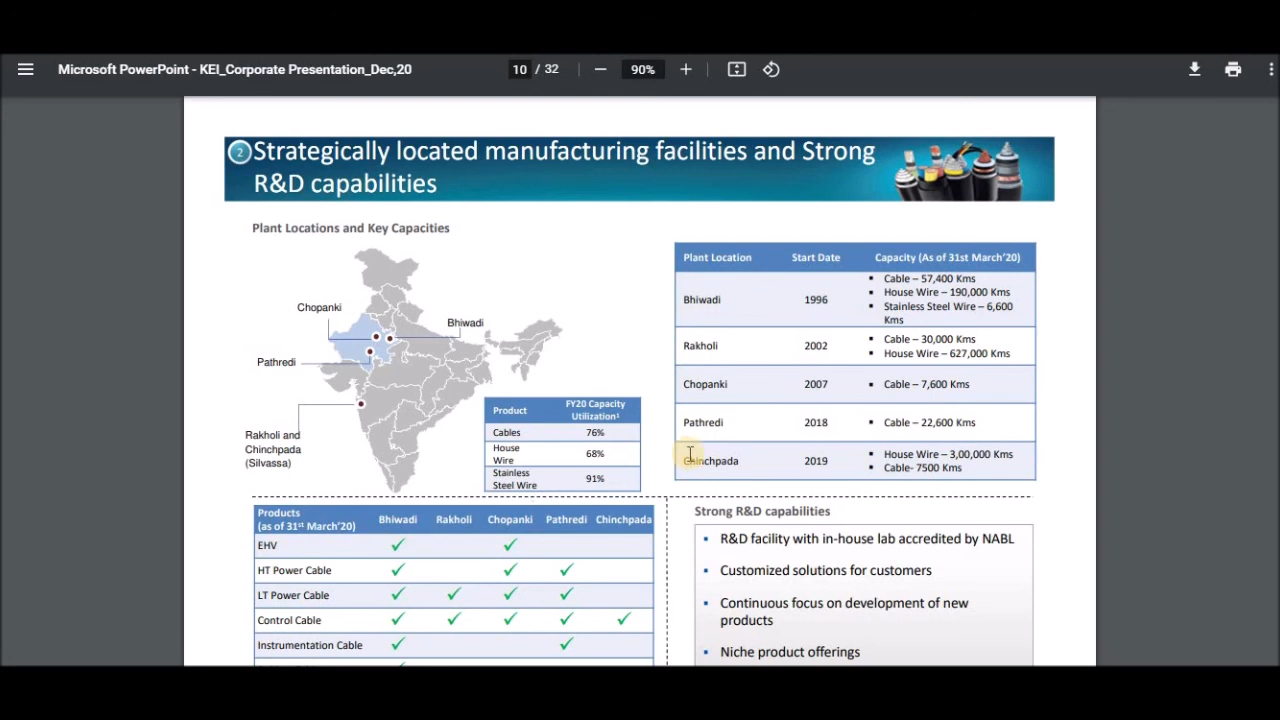 Microsoft PowerPoint - KEI_Corporate Presentation_Dec,20
10 / 32
90%
2
Strategically located manufacturing facilities and Strong
R&D capabilities
Plant Locations and Key Capacities
Chopanki
Bhiwadi
Pathredi
Rakholi and
Chinchpada
(Silvassa)
Product FY20 Capacity
Utilization¹
Cables 76%
House
Wire 68%
Stainless
Steel Wire 91%
Plant Location Start Date Capacity (As of 31st March'20)
Bhiwadi 1996
▪ Cable – 57,400 Kms
▪ House Wire – 190,000 Kms
▪ Stainless Steel Wire – 6,600
Kms
Rakholi 2002
▪ Cable – 30,000 Kms
▪ House Wire – 627,000 Kms
Chopanki 2007 ▪ Cable – 7,600 Kms
Pathredi 2018 ▪ Cable – 22,600 Kms
Chinchpada 2019
▪ House Wire – 3,00,000 Kms
▪ Cable- 7500 Kms
Products
(as of 31st March'20) Bhiwadi Rakholi Chopanki Pathredi Chinchpada
EHV ✓ ✓
HT Power Cable ✓ ✓ ✓
LT Power Cable ✓ ✓ ✓ ✓
Control Cable ✓ ✓ ✓ ✓ ✓
Instrumentation Cable ✓ ✓
Strong R&D capabilities
▪ R&D facility with in-house lab accredited by NABL
▪ Customized solutions for customers
▪ Continuous focus on development of new
products
▪ Niche product offerings